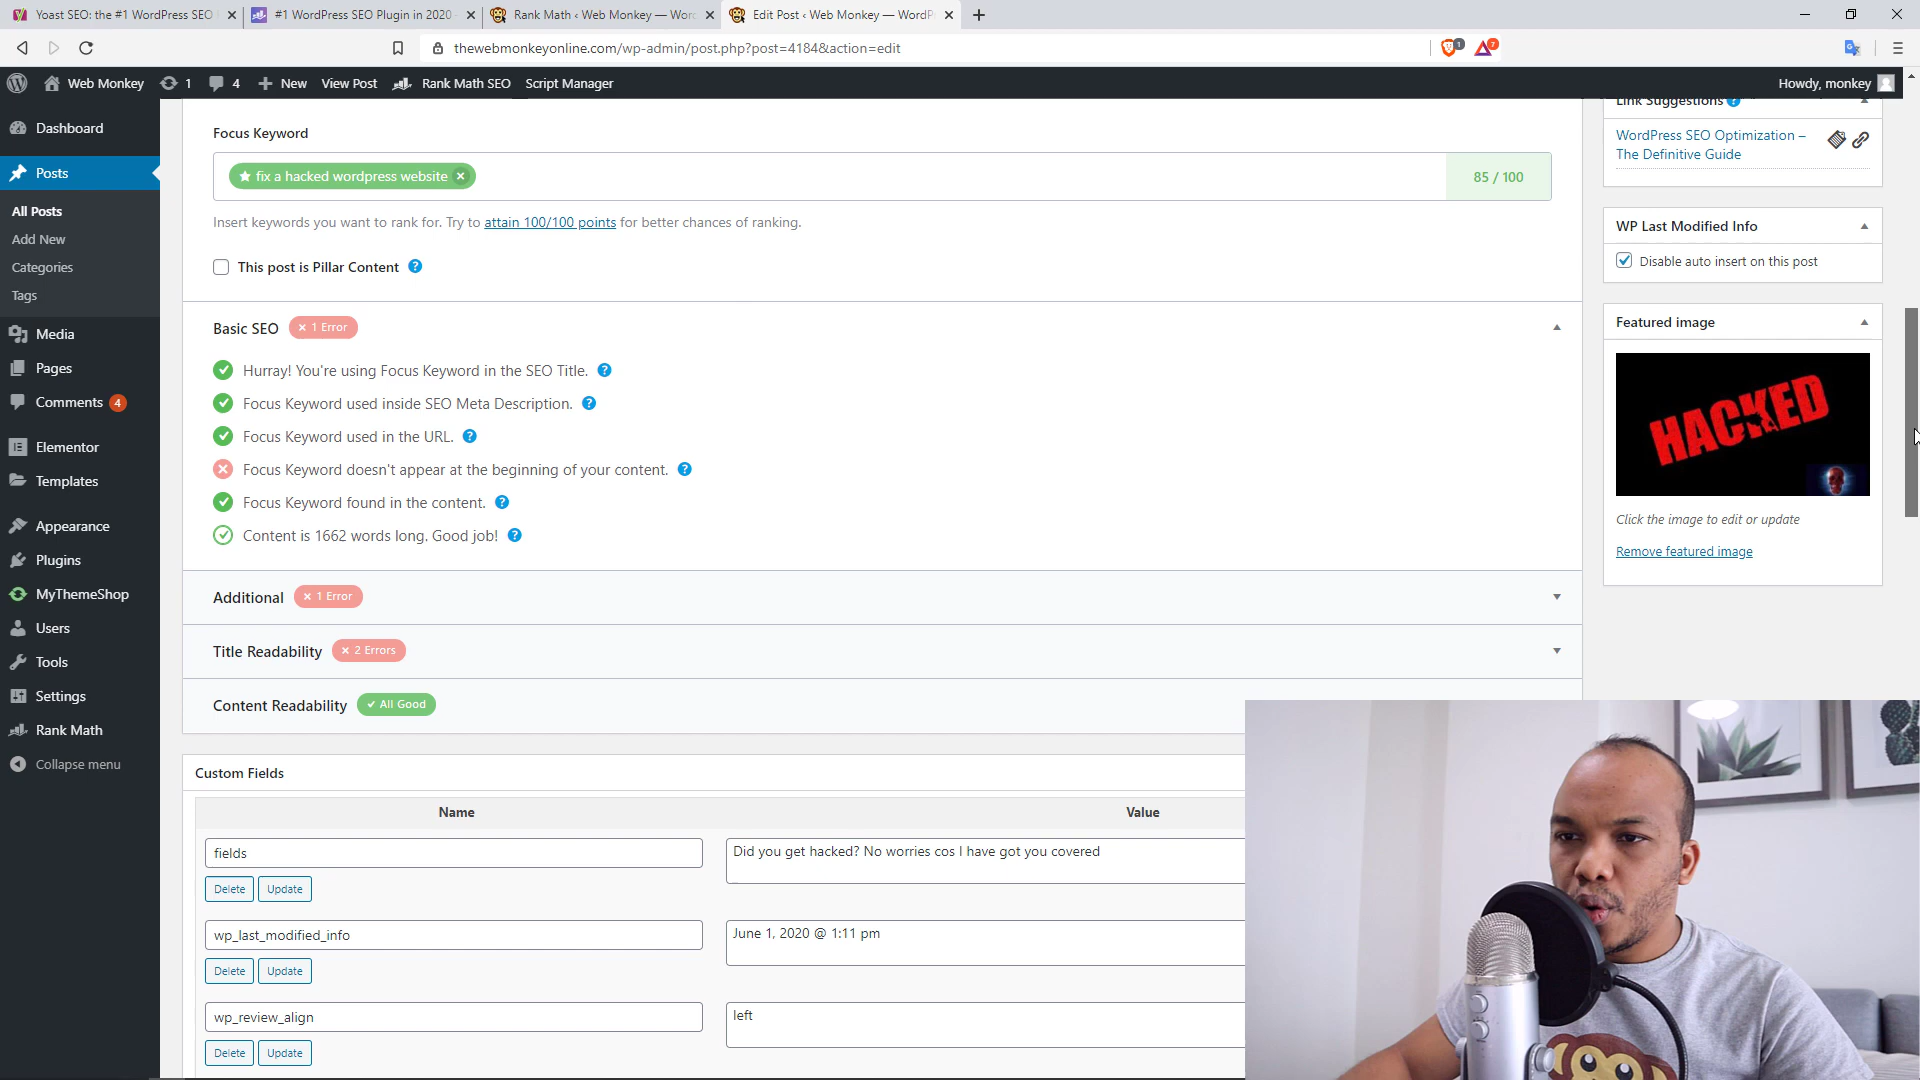 Yoast SEO: the #1 WordPress SEO
#1 WordPress SEO Plugin in 2020 -
Rank Math ‹ Web Monkey — Word
Edit Post ‹ Web Monkey — WordP
thewebmonkeyonline.com/wp-admin/post.php?post=4184&action=edit
1
7
Web Monkey
1
4
New
View Post
Rank Math SEO
Script Manager
Howdy, monkey
Dashboard
Posts
All Posts
Add New
Categories
Tags
Media
Pages
Comments 4
Elementor
Templates
Appearance
Plugins
MyThemeShop
Users
Tools
Settings
Rank Math
Collapse menu
Focus Keyword
fix a hacked wordpress website
85 / 100
Insert keywords you want to rank for. Try to attain 100/100 points for better chances of ranking.
This post is Pillar Content
Basic SEO × 1 Error
Hurray! You're using Focus Keyword in the SEO Title.
Focus Keyword used inside SEO Meta Description.
Focus Keyword used in the URL.
Focus Keyword doesn't appear at the beginning of your content.
Focus Keyword found in the content.
Content is 1662 words long. Good job!
Additional × 1 Error
Title Readability × 2 Errors
Content Readability ✓ All Good
Custom Fields
Name
Value
fields
Did you get hacked? No worries cos I have got you covered
Delete
Update
wp_last_modified_info
June 1, 2020 @ 1:11 pm
Delete
Update
wp_review_align
left
Delete
Update
Link Suggestions
WordPress SEO Optimization –
The Definitive Guide
WP Last Modified Info
Disable auto insert on this post
Featured image
HACKED
Click the image to edit or update
Remove featured image